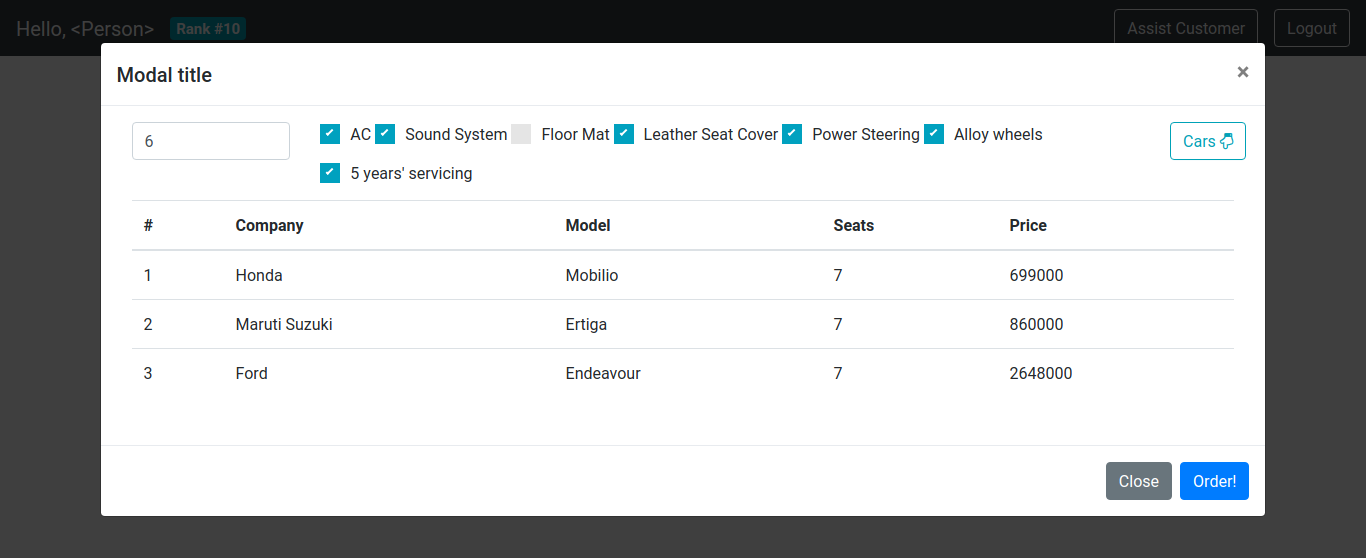 Hello, <Person> Rank #10 Assist Customer Logout
Modal title ×
6 AC Sound System Floor Mat Leather Seat Cover Power Steering Alloy wheels Cars
5 years' servicing
# Company Model Seats Price
1 Honda Mobilio 7 699000
2 Maruti Suzuki Ertiga 7 860000
3 Ford Endeavour 7 2648000
Close Order!